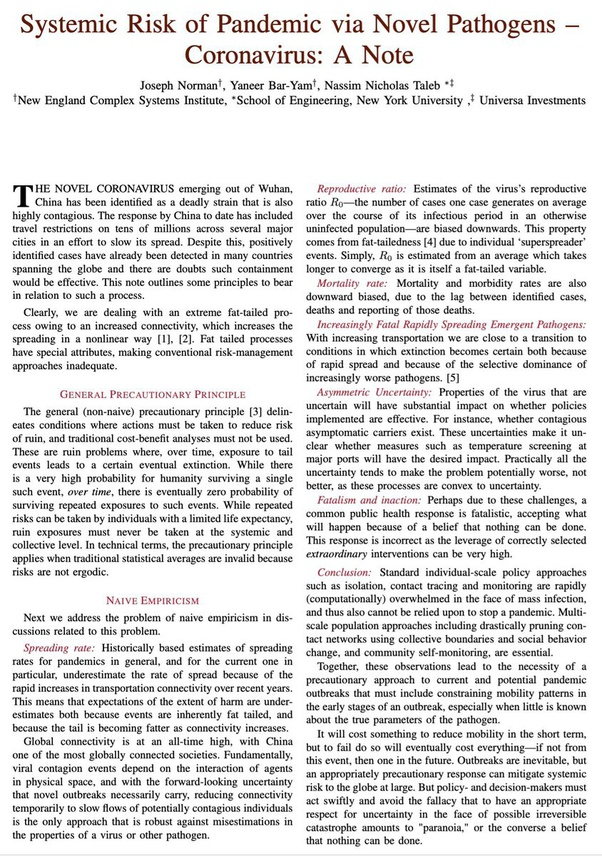 Systemic Risk of Pandemic via Novel Pathogens –
Coronavirus: A Note
Joseph Norman†, Yaneer Bar-Yam†, Nassim Nicholas Taleb *‡
†New England Complex Systems Institute, *School of Engineering, New York University ,‡ Universa Investments
THE NOVEL CORONAVIRUS emerging out of Wuhan,
China has been identified as a deadly strain that is also
highly contagious. The response by China to date has included
travel restrictions on tens of millions across several major
cities in an effort to slow its spread. Despite this, positively
identified cases have already been detected in many countries
spanning the globe and there are doubts such containment
would be effective. This note outlines some principles to bear
in relation to such a process.
Clearly, we are dealing with an extreme fat-tailed pro-
cess owing to an increased connectivity, which increases the
spreading in a nonlinear way [1], [2]. Fat tailed processes
have special attributes, making conventional risk-management
approaches inadequate.
GENERAL PRECAUTIONARY PRINCIPLE
The general (non-naive) precautionary principle [3] delin-
eates conditions where actions must be taken to reduce risk
of ruin, and traditional cost-benefit analyses must not be used.
These are ruin problems where, over time, exposure to tail
events leads to a certain eventual extinction. While there
is a very high probability for humanity surviving a single
such event, over time, there is eventually zero probability of
surviving repeated exposures to such events. While repeated
risks can be taken by individuals with a limited life expectancy,
ruin exposures must never be taken at the systemic and
collective level. In technical terms, the precautionary principle
applies when traditional statistical averages are invalid because
risks are not ergodic.
NAIVE EMPIRICISM
Next we address the problem of naive empiricism in dis-
cussions related to this problem.
Spreading rate: Historically based estimates of spreading
rates for pandemics in general, and for the current one in
particular, underestimate the rate of spread because of the
rapid increases in transportation connectivity over recent years.
This means that expectations of the extent of harm are under-
estimates both because events are inherently fat tailed, and
because the tail is becoming fatter as connectivity increases.
Global connectivity is at an all-time high, with China
one of the most globally connected societies. Fundamentally,
viral contagion events depend on the interaction of agents
in physical space, and with the forward-looking uncertainty
that novel outbreaks necessarily carry, reducing connectivity
temporarily to slow flows of potentially contagious individuals
is the only approach that is robust against misestimations in
the properties of a virus or other pathogen.
Reproductive ratio: Estimates of the virus's reproductive
ratio R0—the number of cases one case generates on average
over the course of its infectious period in an otherwise
uninfected population—are biased downwards. This property
comes from fat-tailedness [4] due to individual 'superspreader'
events. Simply, R0 is estimated from an average which takes
longer to converge as it is itself a fat-tailed variable.
Mortality rate: Mortality and morbidity rates are also
downward biased, due to the lag between identified cases,
deaths and reporting of those deaths.
Increasingly Fatal Rapidly Spreading Emergent Pathogens:
With increasing transportation we are close to a transition to
conditions in which extinction becomes certain both because
of rapid spread and because of the selective dominance of
increasingly worse pathogens. [5]
Asymmetric Uncertainty: Properties of the virus that are
uncertain will have substantial impact on whether policies
implemented are effective. For instance, whether contagious
asymptomatic carriers exist. These uncertainties make it un-
clear whether measures such as temperature screening at
major ports will have the desired impact. Practically all the
uncertainty tends to make the problem potentially worse, not
better, as these processes are convex to uncertainty.
Fatalism and inaction: Perhaps due to these challenges, a
common public health response is fatalistic, accepting what
will happen because of a belief that nothing can be done.
This response is incorrect as the leverage of correctly selected
extraordinary interventions can be very high.
Conclusion: Standard individual-scale policy approaches
such as isolation, contact tracing and monitoring are rapidly
(computationally) overwhelmed in the face of mass infection,
and thus also cannot be relied upon to stop a pandemic. Multi-
scale population approaches including drastically pruning con-
tact networks using collective boundaries and social behavior
change, and community self-monitoring, are essential.
Together, these observations lead to the necessity of a
precautionary approach to current and potential pandemic
outbreaks that must include constraining mobility patterns in
the early stages of an outbreak, especially when little is known
about the true parameters of the pathogen.
It will cost something to reduce mobility in the short term,
but to fail do so will eventually cost everything—if not from
this event, then one in the future. Outbreaks are inevitable, but
an appropriately precautionary response can mitigate systemic
risk to the globe at large. But policy- and decision-makers must
act swiftly and avoid the fallacy that to have an appropriate
respect for uncertainty in the face of possible irreversible
catastrophe amounts to "paranoia," or the converse a belief
that nothing can be done.